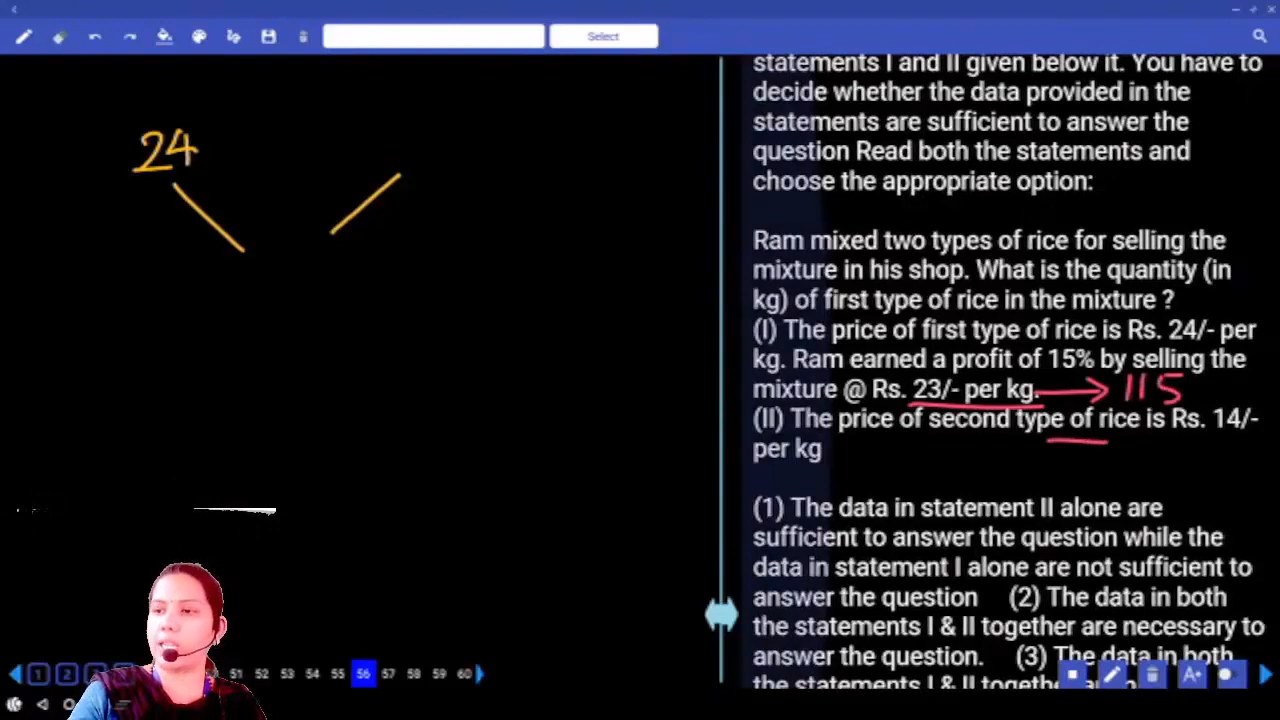 Select
24
statements I and II given below it. You have to
decide whether the data provided in the
statements are sufficient to answer the
question Read both the statements and
choose the appropriate option:
Ram mixed two types of rice for selling the
mixture in his shop. What is the quantity (in
kg) of first type of rice in the mixture ?
(I) The price of first type of rice is Rs. 24/- per
kg. Ram earned a profit of 15% by selling the
mixture @ Rs. 23/- per kg. → 115
(II) The price of second type of rice is Rs. 14/-
per kg
(1) The data in statement II alone are
sufficient to answer the question while the
data in statement I alone are not sufficient to
answer the question (2) The data in both
the statements I & II together are necessary to
answer the question. (3) The data in both
the statements I & II together
1 2 51 52 53 54 55 56 57 58 59 60
A+